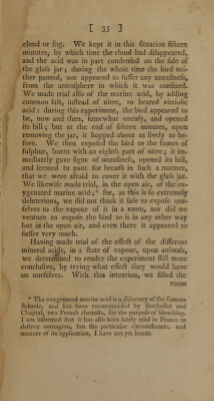 [ 35 ]
cloud or fog. We kept it in this situation fifteen
minutes, by which time the cloud had disappeared,
and the acid was in part condensed on the side of
the glass jar; during the whole time the bird nei-
ther panted, nor appeared to suffer any uneasiness,
from the atmosphere in which it was confined.
We made trial also of the marine acid, by adding
common salt, instead of nitre, to heated vitriolic
acid: during this experiment, the bird appeared to
be, now and then, somewhat uneasy, and opened
its bill; but at the end of fifteen minutes, upon
removing the jar, it hopped about as lively as be-
fore. We then exposed the bird to the fumes of
sulphur, burnt with an eighth part of nitre; it im-
mediately gave signs of uneasiness, opened its bill,
and seemed to pant for breath in such a manner,
that we were afraid to cover it with the glass jar.
We likewise made trial, in the open air, of the ox-
ygenated marine acid;* for, as this is so extremely
deleterious, we did not think it safe to expose our-
selves to the vapour of it in a room, nor did we
venture to expose the bird to it in any other way
but in the open air, and even there it appeared to
suffer very much.
Having made trial of the effect of the different
mineral acids, in a state of vapour, upon animals,
we determined to render the experiment still more
conclusive, by trying what effect they would have
on ourselves. With this intention, we filled the
room
* The oxygenated marine acid is a discovery of the famous
Scheele, and has been recommended by Berthollet and
Chaptal, two French chemists, for the purpose of bleaching.
I am informed that it has also been lately used in France to
destroy contagion, but the particular circumstances, and
manner of its application, I have not yet learnt.